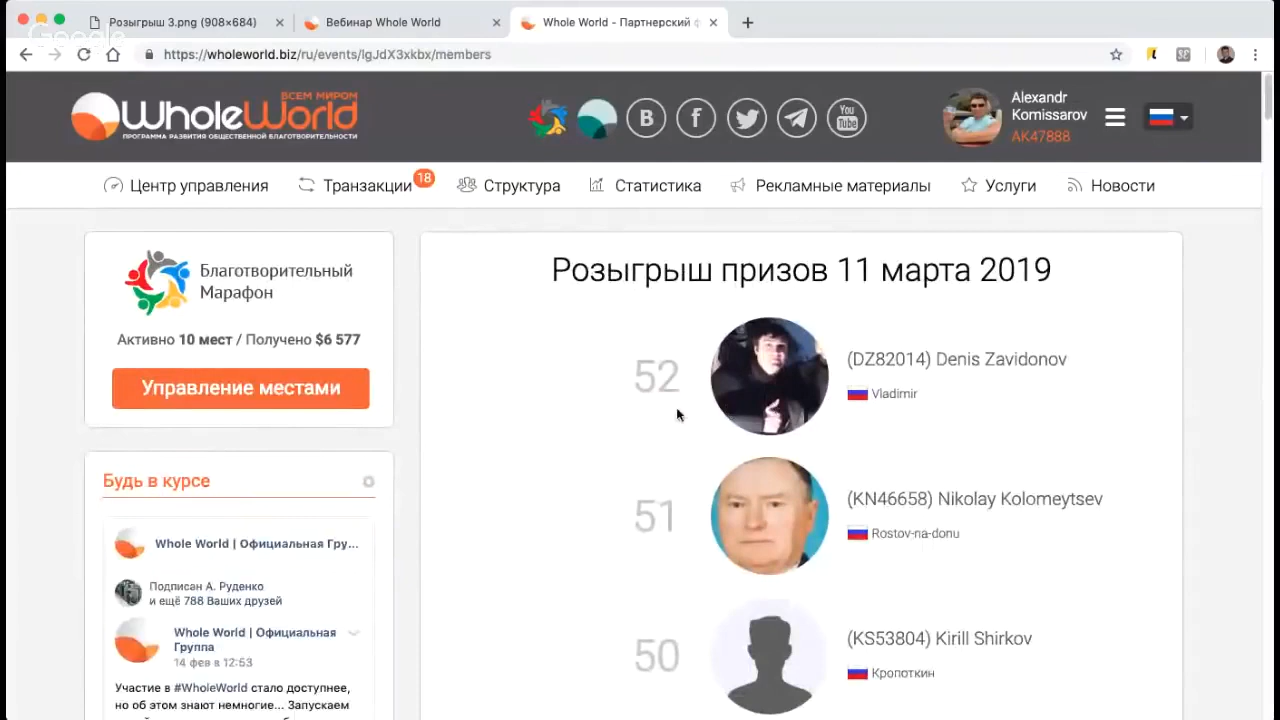 Розыгрыш 3.png (908×684)
Вебинар Whole World
Whole World - Партнерский
Google
https://wholeworld.biz/ru/events/lgJdX3xkbx/members
ВСЕМ МИРОМ
WholeWorld
ПРОГРАММА РАЗВИТИЯ ОБЩЕСТВЕННОЙ БЛАГОТВОРИТЕЛЬНОСТИ
B
f
You
Tube
Alexandr
Komissarov
AK47888
Центр управления
Транзакции
18
Структура
Статистика
Рекламные материалы
Услуги
Новости
Благотворительный
Марафон
Активно 10 мест / Получено $6 577
Управление местами
Будь в курсе
Whole World | Официальная Гру...
Подписан А. Руденко
и ещё 788 Ваших друзей
Whole World | Официальная
Группа
14 фев в 12:53
Участие в #WholeWorld стало доступнее,
но об этом знают немногие... Запускаем
Розыгрыш призов 11 марта 2019
52
(DZ82014) Denis Zavidonov
Vladimir
51
(KN46658) Nikolay Kolomeytsev
Rostov-na-donu
50
(KS53804) Kirill Shirkov
Кропоткин